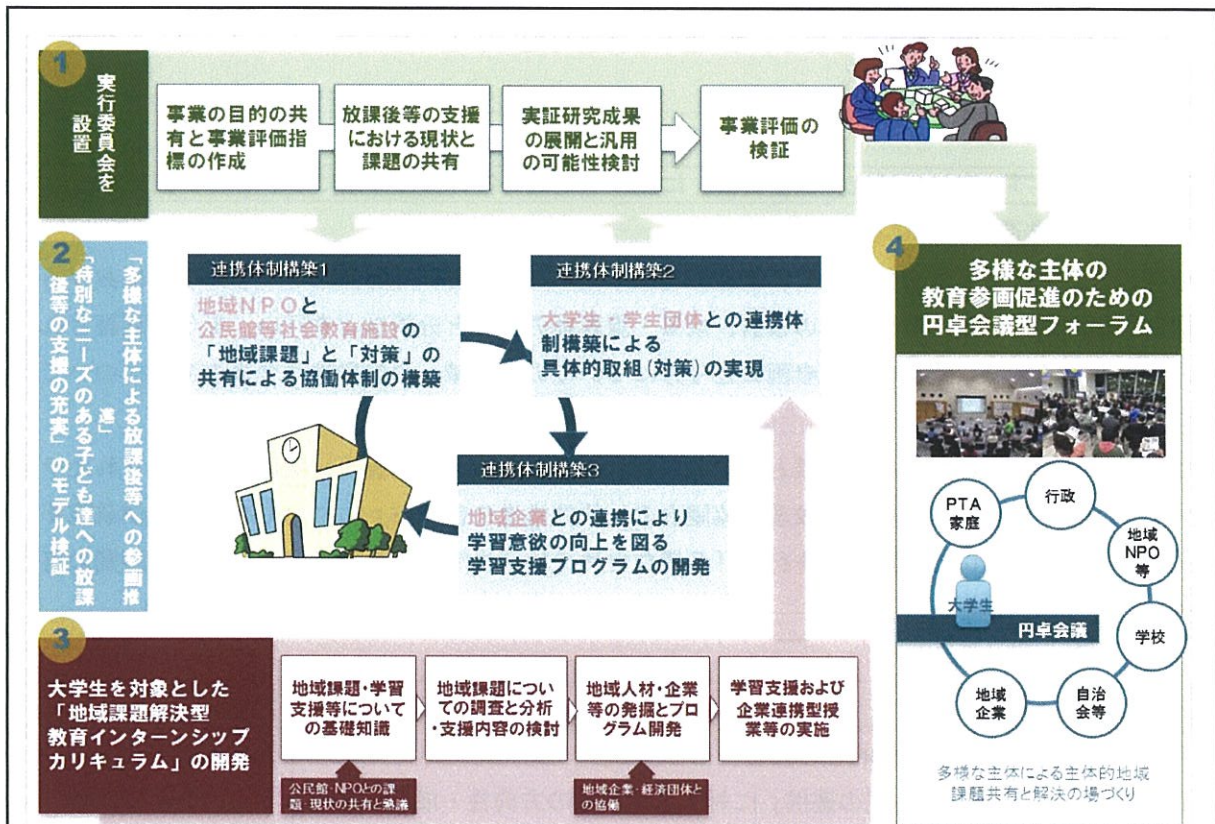 1
実行委員会を
設置
事業の目的の共
有と事業評価指
標の作成
放課後等の支援
における現状と
課題の共有
実証研究成果
の展開と汎用
の可能性検討
事業評価の
検証
2
「多様な主体による放課後等への参画推
進」
「特別なニーズのある子ども達への放課
後等の支援の充実」のモデル検証
連携体制構築1
地域NPOと
公民館等社会教育施設の
「地域課題」と「対策」の
共有による協働体制の構築
連携体制構築2
大学生・学生団体との連携体
制構築による
具体的取組(対策)の実現
連携体制構築3
地域企業との連携により
学習意欲の向上を図る
学習支援プログラムの開発
3
大学生を対象とした
「地域課題解決型
教育インターンシップ
カリキュラム」の開発
地域課題・学習
支援等について
の基礎知識
地域課題につい
ての調査と分析
・支援内容の検討
地域人材・企業
等の発掘とプロ
グラム開発
学習支援および
企業連携型授
業等の実施
公民館・NPOとの課
題・現状の共有と熟議
地域企業・経済団体と
の協働
4
多様な主体の
教育参画促進のための
円卓会議型フォーラム
PTA
家庭
行政
地域
NPO
等
大学生
円卓会議
学校
地域
企業
自治
会等
多様な主体による主体的地域
課題共有と解決の場づくり